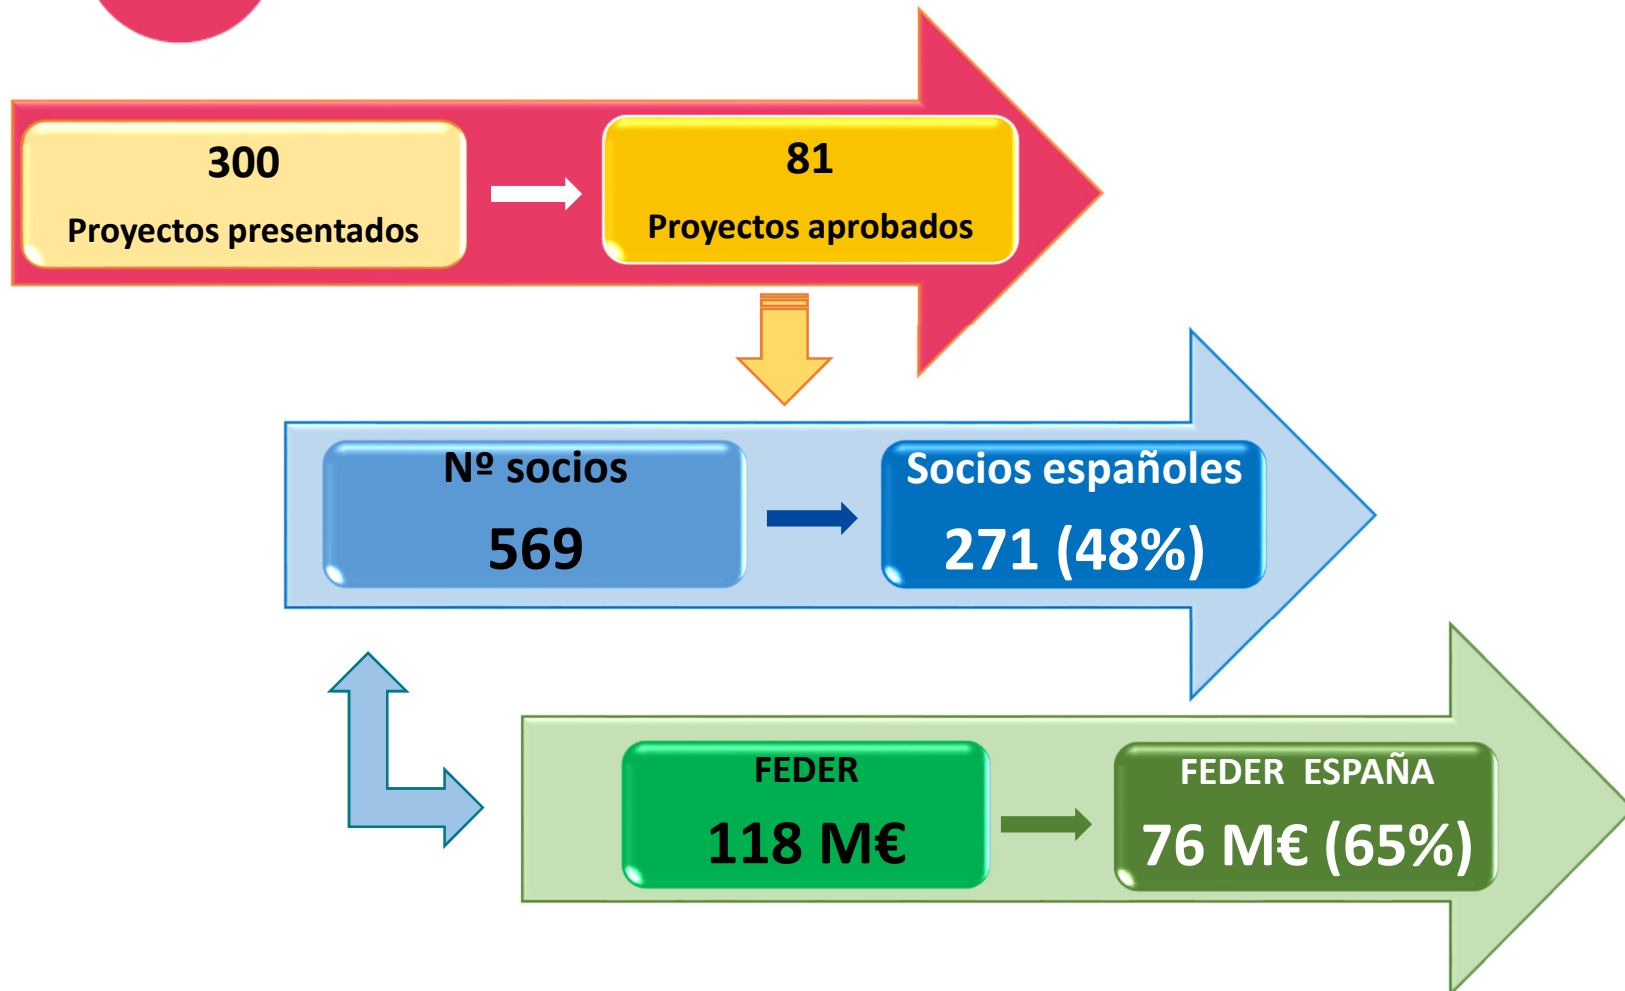 300
Proyectos presentados
81
Proyectos aprobados
Nº socios
569
Socios españoles
271 (48%)
FEDER
118 M€
FEDER ESPAÑA
76 M€ (65%)